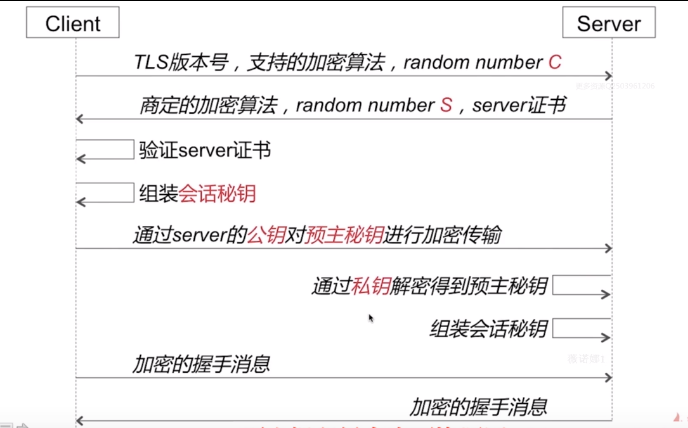 Client
Server
TLS版本号，支持的加密算法，random number C
商定的加密算法，random number S，server证书
验证server证书
组装会话秘钥
通过server的公钥对预主秘钥进行加密传输
通过私钥解密得到预主秘钥
组装会话秘钥
加密的握手消息
加密的握手消息